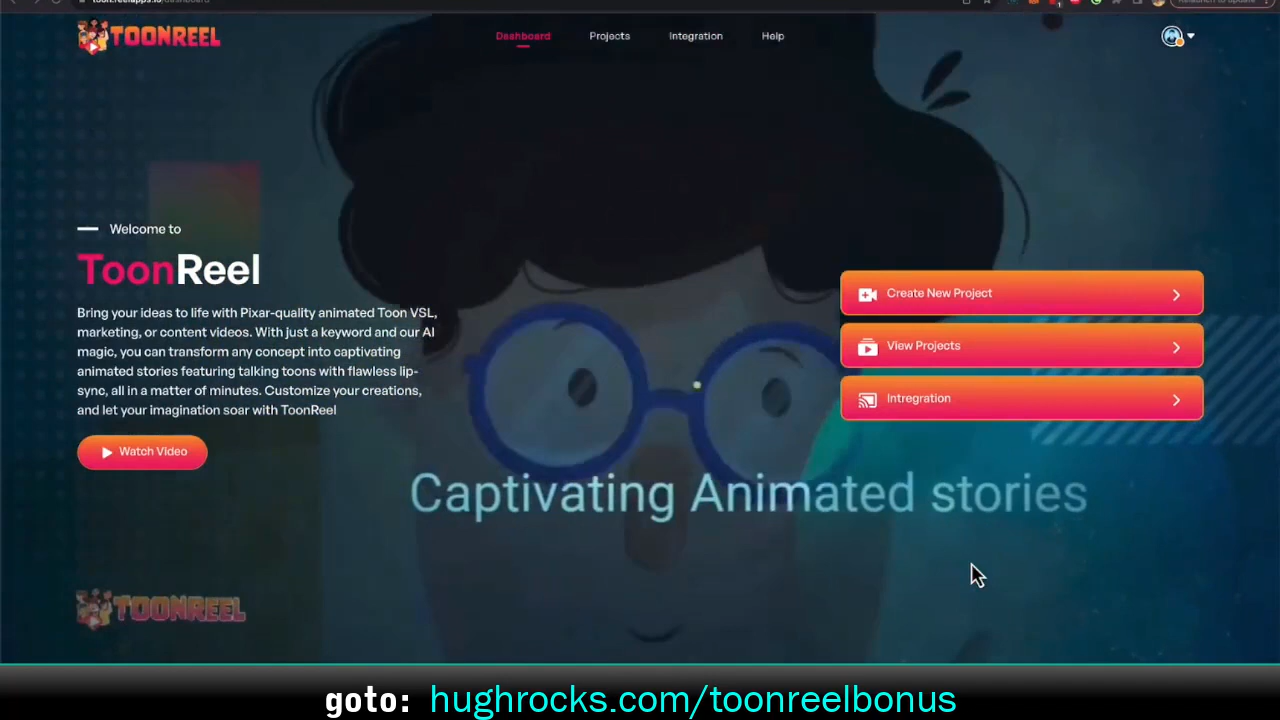 TOONREEL
Dashboard
Projects
Integration
Help
Welcome to
ToonReel
Bring your ideas to life with Pixar-quality animated Toon VSL,
marketing, or content videos. With just a keyword and our AI
magic, you can transform any concept into captivating
animated stories featuring talking toons with flawless lip-
sync, all in a matter of minutes. Customize your creations,
and let your imagination soar with ToonReel
Watch Video
Create New Project
View Projects
Intregration
Captivating Animated stories
TOONREEL
goto: hughrocks.com/toonreelbonus